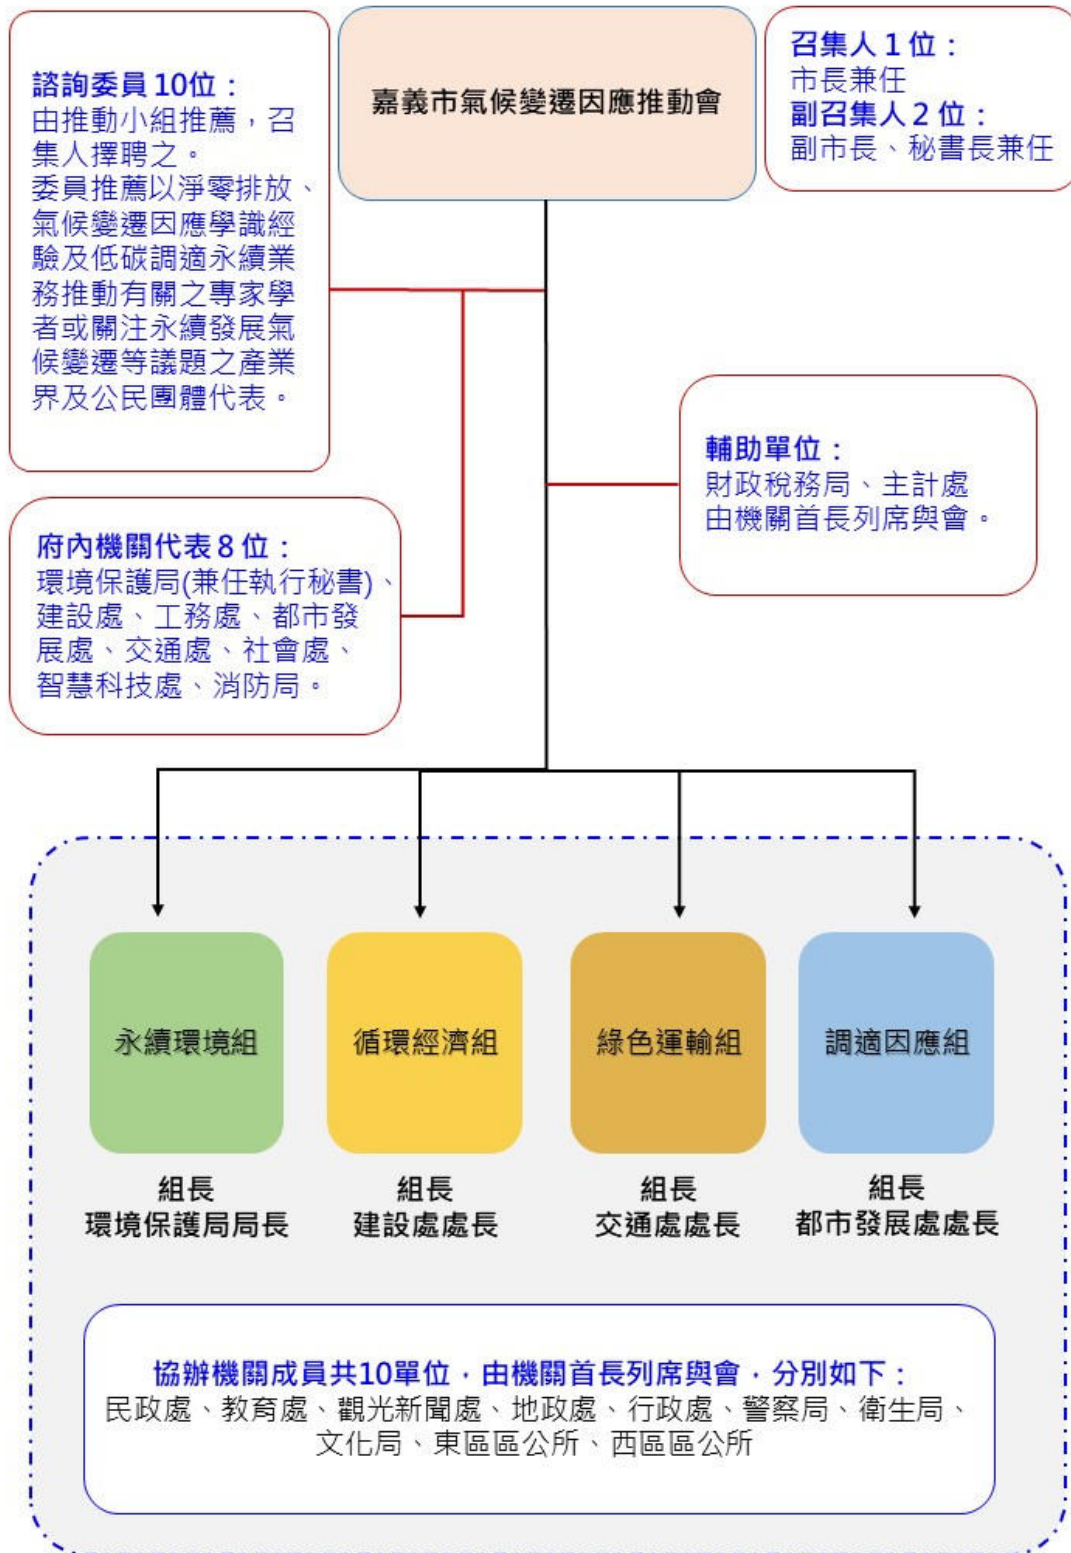 嘉義市氣候變遷因應推動會
召集人1位：
市長兼任
副召集人2位：
副市長、秘書長兼任
諮詢委員10位：
由推動小組推薦，召
集人擇聘之。
委員推薦以淨零排放、
氣候變遷因應學識經
驗及低碳調適永續業
務推動有關之專家學
者或關注永續發展氣
候變遷等議題之產業
界及公民團體代表。
輔助單位：
財政稅務局、主計處
由機關首長列席與會。
府內機關代表8位：
環境保護局(兼任執行秘書)、
建設處、工務處、都市發
展處、交通處、社會處、
智慧科技處、消防局。
永續環境組
循環經濟組
綠色運輸組
調適因應組
組長
環境保護局局長
組長
建設處處長
組長
交通處處長
組長
都市發展處處長
協辦機關成員共10單位，由機關首長列席與會，分別如下：
民政處、教育處、觀光新聞處、地政處、行政處、警察局、衛生局、
文化局、東區區公所、西區區公所